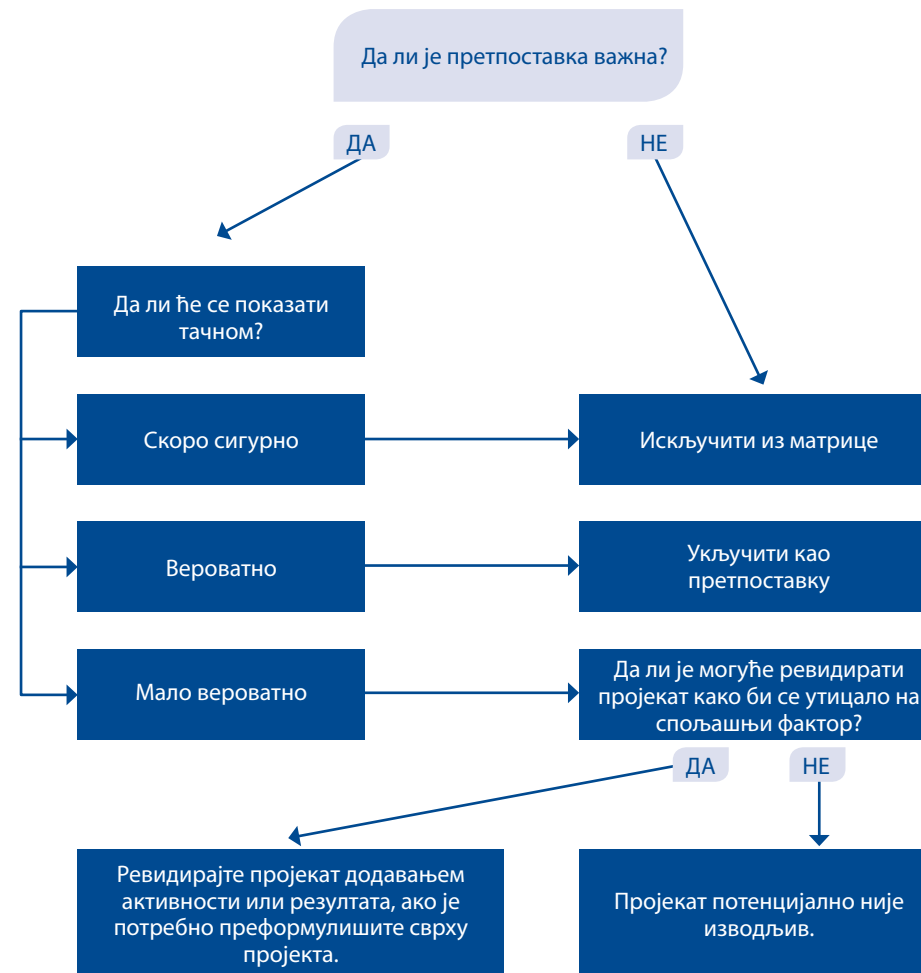 Да ли је претпоставка важна?
ДА
НЕ
Да ли ће се показати
тачном?
Скоро сигурно
Искључити из матрице
Вероватно
Укључити као
претпоставку
Мало вероватно
Да ли је могуће ревидирати
пројекат како би се утицало на
спољашњи фактор?
ДА
НЕ
Ревидирајте пројекат додавањем
активности или резултата, ако је
потребно преформулишите сврху
пројекта.
Пројекат потенцијално није
изводљив.